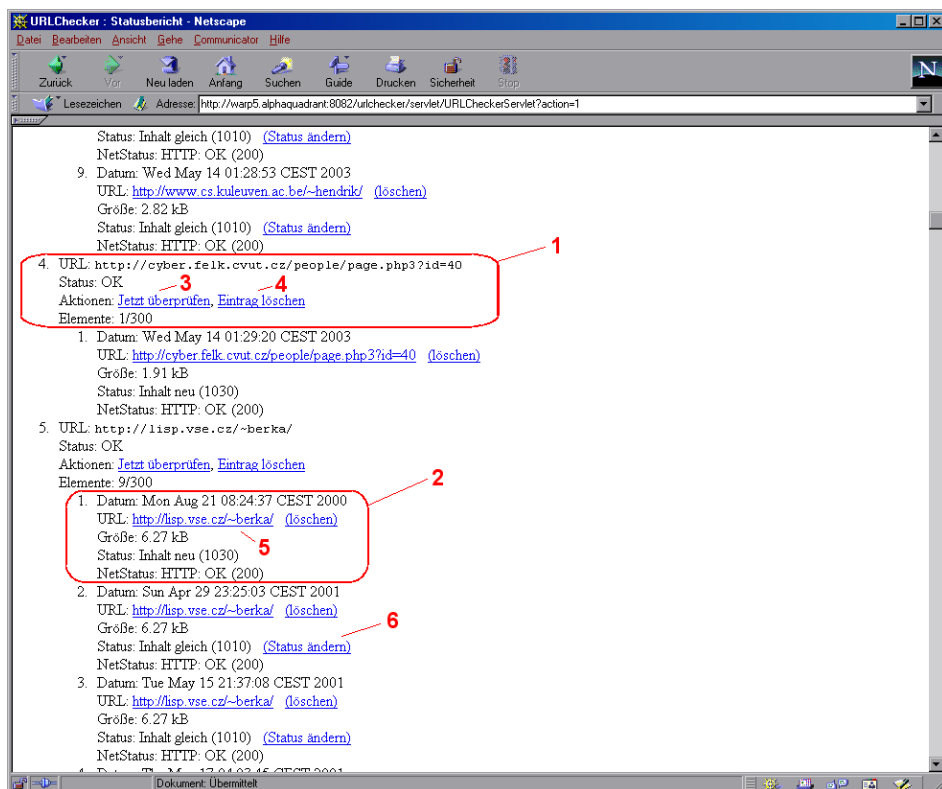 URLChecker : Statusbericht - Netscape
Datei Bearbeiten Ansicht Gehe Communicator Hilfe
Zurück Vor Neu laden Anfang Suchen Guide Drucken Sicherheit Stop
Lesezeichen Adresse: http://warp5.alphaquadrant:8082/urlchecker/servlet/URLCheckerServlet?action=1
Status: Inhalt gleich (1010) (Status ändern)
NetStatus: HTTP: OK (200)
9. Datum: Wed May 14 01:28:53 CEST 2003
URL: http://www.cs.kuleuven.ac.be/~hendrik/ (löschen)
Größe: 2.82 kB
Status: Inhalt gleich (1010) (Status ändern)
NetStatus: HTTP: OK (200)
1
4. URL: http://cyber.felk.cvut.cz/people/page.php3?id=40
Status: OK
3 4
Aktionen: Jetzt überprüfen, Eintrag löschen
Elemente: 1/300
1. Datum: Wed May 14 01:29:20 CEST 2003
URL: http://cyber.felk.cvut.cz/people/page.php3?id=40 (löschen)
Größe: 1.91 kB
Status: Inhalt neu (1030)
NetStatus: HTTP: OK (200)
5. URL: http://lisp.vse.cz/~berka/
Status: OK
Aktionen: Jetzt überprüfen, Eintrag löschen
Elemente: 9/300
2
1. Datum: Mon Aug 21 08:24:37 CEST 2000
URL: http://lisp.vse.cz/~berka/ (löschen)
Größe: 6.27 kB
5
Status: Inhalt neu (1030)
NetStatus: HTTP: OK (200)
2. Datum: Sun Apr 29 23:25:03 CEST 2001
URL: http://lisp.vse.cz/~berka/ (löschen)
6
Größe: 6.27 kB
Status: Inhalt gleich (1010) (Status ändern)
NetStatus: HTTP: OK (200)
3. Datum: Tue May 15 21:37:08 CEST 2001
URL: http://lisp.vse.cz/~berka/ (löschen)
Größe: 6.27 kB
Status: Inhalt gleich (1010) (Status ändern)
NetStatus: HTTP: OK (200)
Dokument: Übermittelt